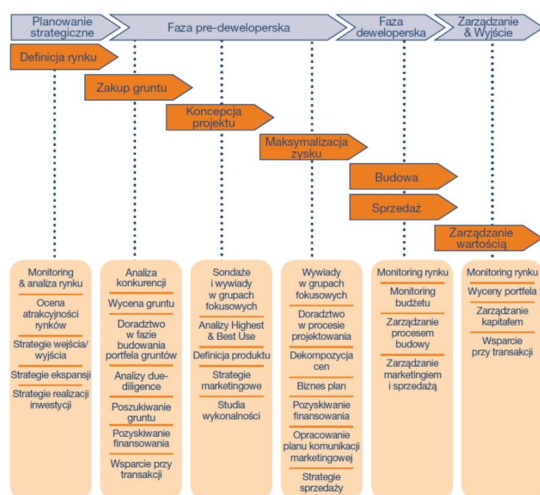 Planowanie
strategiczne
Faza pre-deweloperska
Faza
deweloperska
Zarządzanie
& Wyjście
Definicja rynku
Zakup gruntu
Koncepcja
projektu
Maksymalizacja
zysku
Budowa
Sprzedaż
Zarządzanie
wartością
Monitoring
& analiza rynku
Ocena
atrakcyjności
rynków
Strategie wejścia/
wyjścia
Strategie ekspansji
Strategie realizacji
inwestycji
Analiza
konkurencji
Wycena gruntu
Doradztwo
w fazie
budowania
portfela gruntów
Analizy due-
diligence
Poszukiwanie
gruntu
Pozyskiwanie
finansowania
Wsparcie przy
transakcji
Sondaże
i wywiady
w grupach
fokusowych
Analizy Highest
& Best Use
Definicja produktu
Strategie
marketingowe
Studia
wykonalności
Wywiady
w grupach
fokusowych
Doradztwo
w procesie
projektowania
Dekompozycja
cen
Biznes plan
Pozyskiwanie
finansowania
Opracowanie
planu komunikacji
marketingowej
Strategie
sprzedaży
Monitoring rynku
Monitoring
budżetu
Zarządzanie
procesem
budowy
Zarządzanie
marketingiem
i sprzedażą
Monitoring rynku
Wyceny portfela
Zarządzanie
kapitałem
Wsparcie
przy transakcji